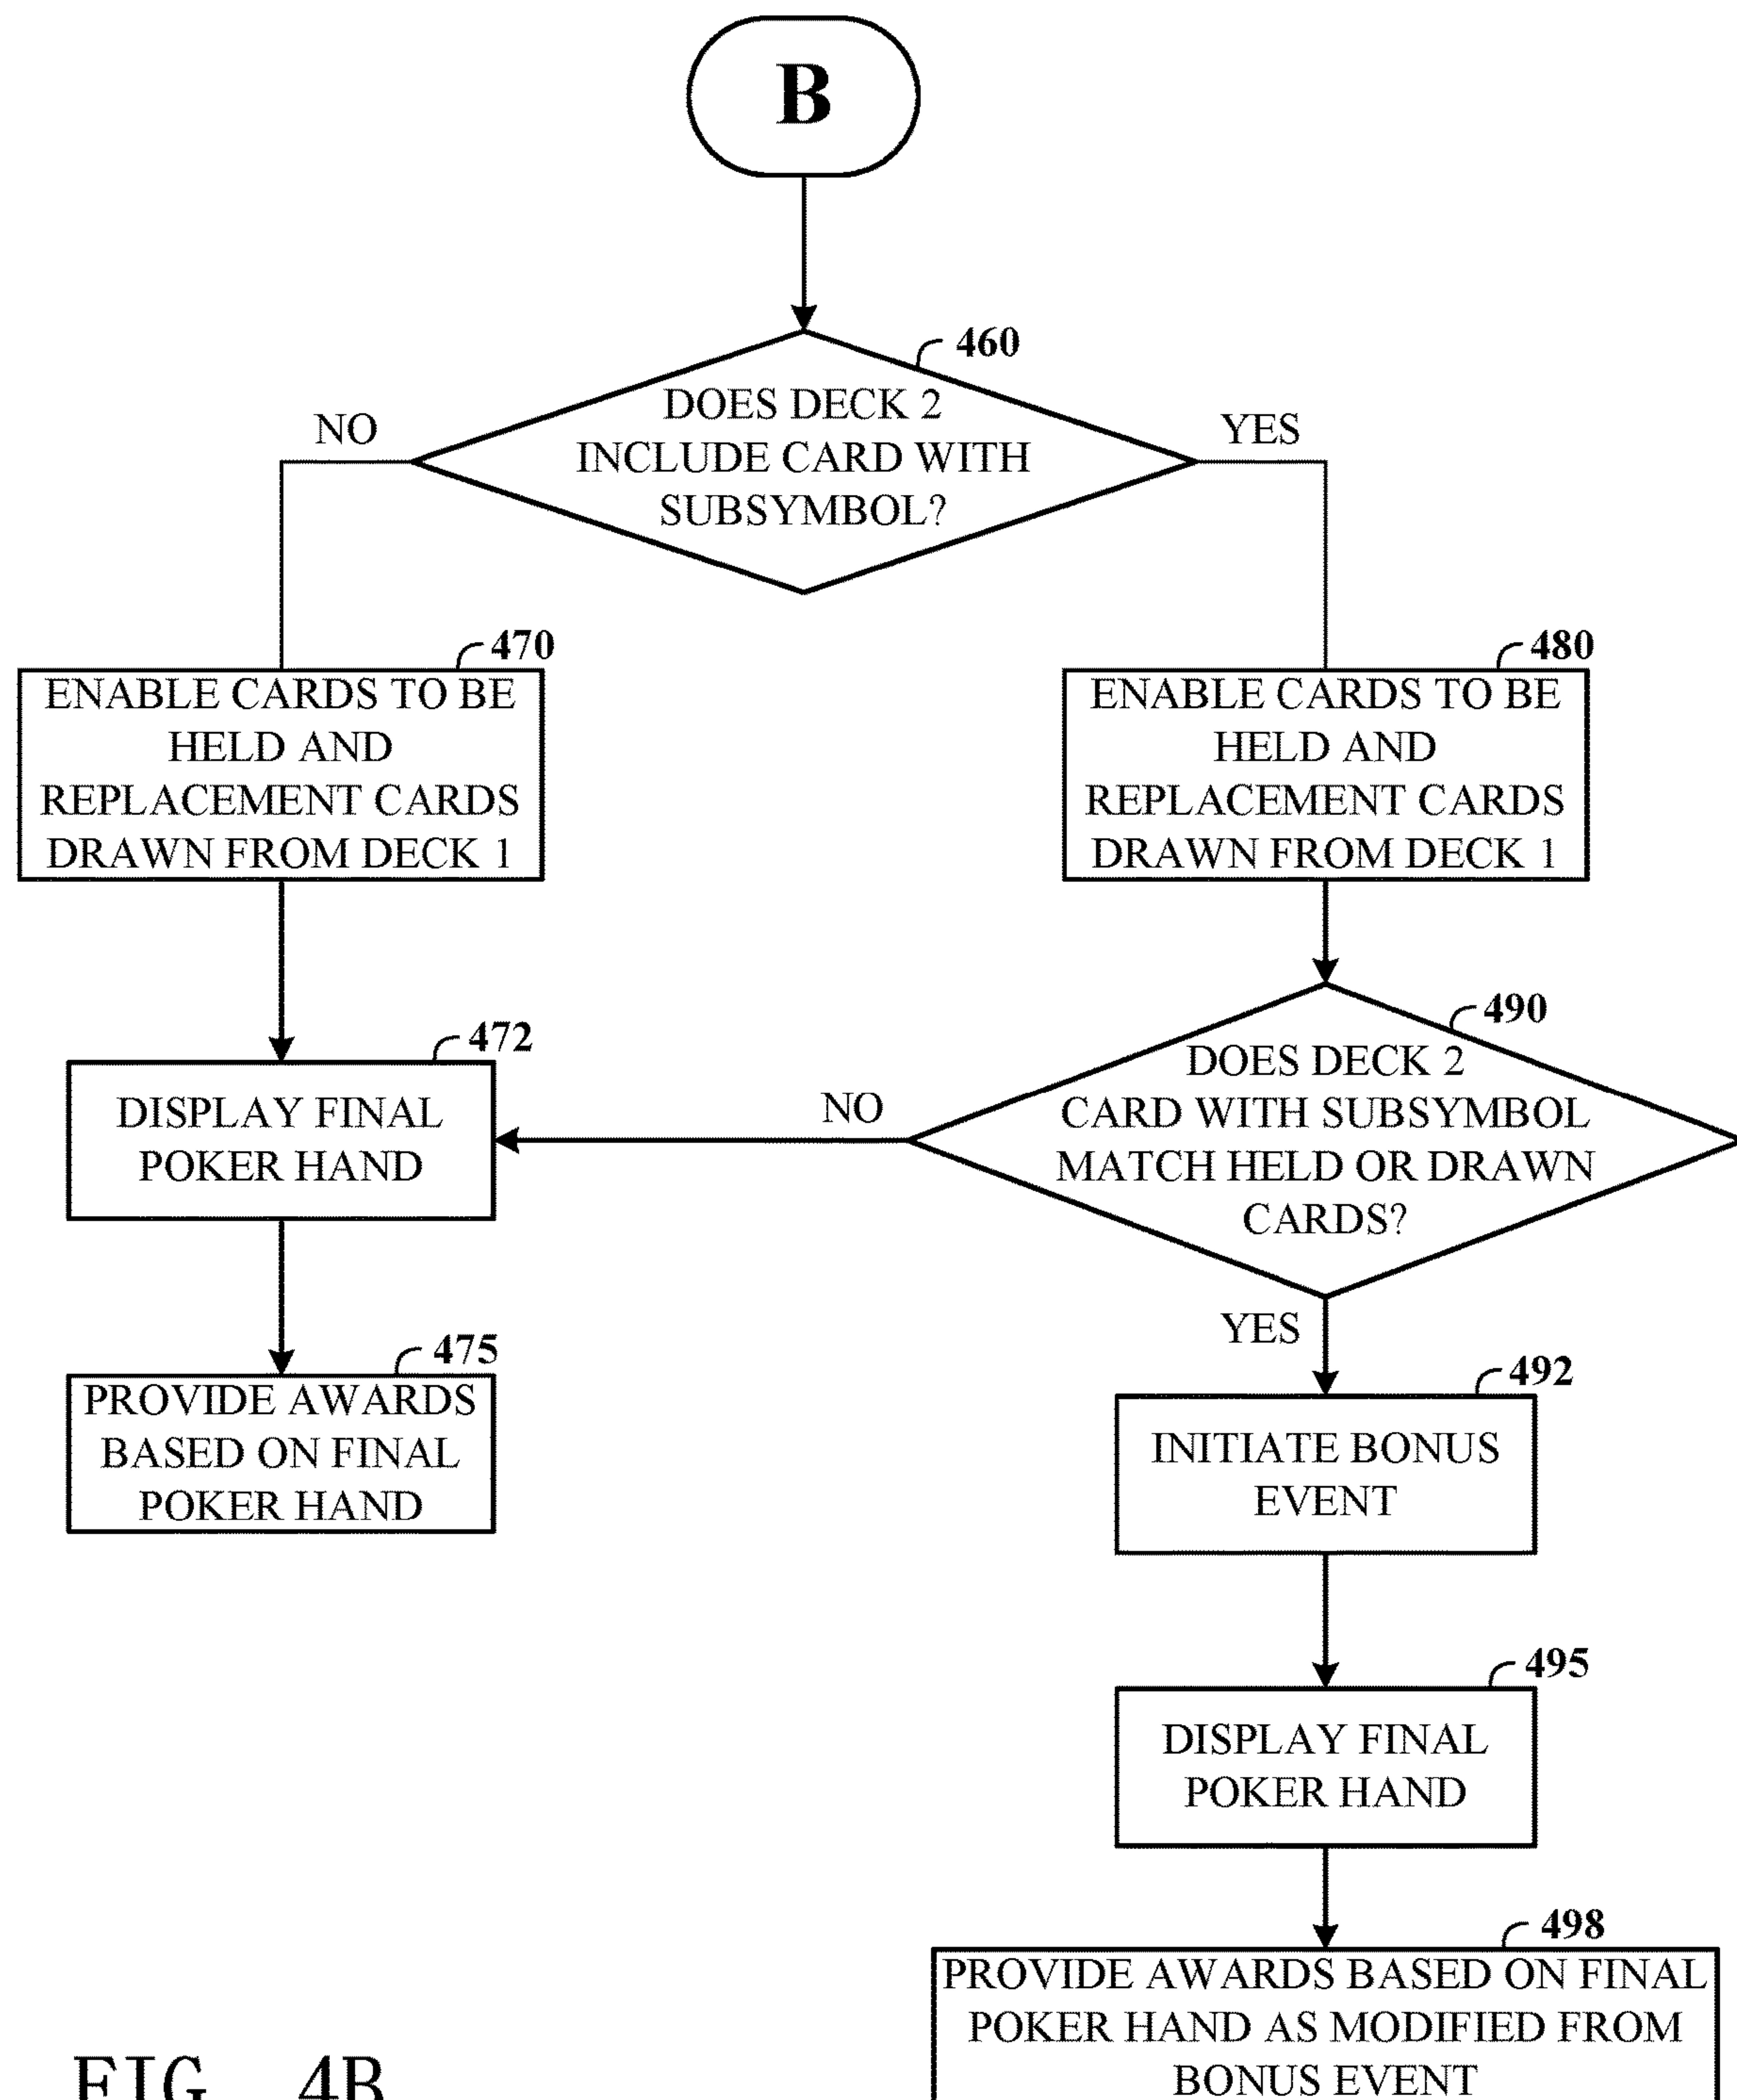 B
460
DOES DECK 2
INCLUDE CARD WITH
SUBSYMBOL?
NO
YES
470
ENABLE CARDS TO BE
HELD AND
REPLACEMENT CARDS
DRAWN FROM DECK 1
480
ENABLE CARDS TO BE
HELD AND
REPLACEMENT CARDS
DRAWN FROM DECK 1
472
DISPLAY FINAL
POKER HAND
490
DOES DECK 2
CARD WITH SUBSYMBOL
MATCH HELD OR DRAWN
CARDS?
NO
YES
475
PROVIDE AWARDS
BASED ON FINAL
POKER HAND
492
INITIATE BONUS
EVENT
495
DISPLAY FINAL
POKER HAND
498
PROVIDE AWARDS BASED ON FINAL
POKER HAND AS MODIFIED FROM
BONUS EVENT
FIG. 4B